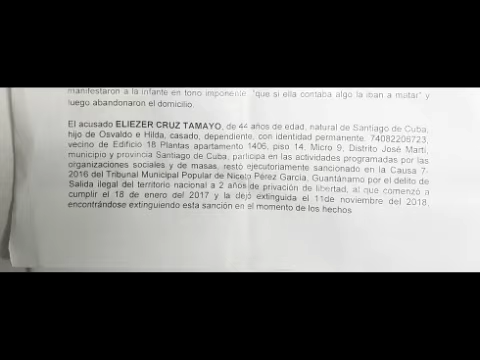 manifestaron a la infante en tono imponente, "que si ella contaba algo la iban a matar" y
luego abandonaron el domicilio.
El acusado ELIEZER CRUZ TAMAYO, de 44 años de edad, natural de Santiago de Cuba,
hijo de Osvaldo e Hilda, casado, dependiente, con identidad permanente. 74082206723,
vecino de Edificio 18 Plantas apartamento 1406, piso 14, Micro 9, Distrito José Martí,
municipio y provincia Santiago de Cuba, participa en las actividades programadas por las
organizaciones sociales y de masas, restó ejecutoriamente sancionado en la Causa 7-
2016 del Tribunal Municipal Popular de Niceto Pérez García, Guantánamo por el delito de
Salida ilegal del territorio nacional a 2 años de privación de libertad, al que comenzó a
cumplir el 18 de enero del 2017 y la dejó extinguida el 11de noviembre del 2018,
encontrándose extinguiendo esta sanción en el momento de los hechos